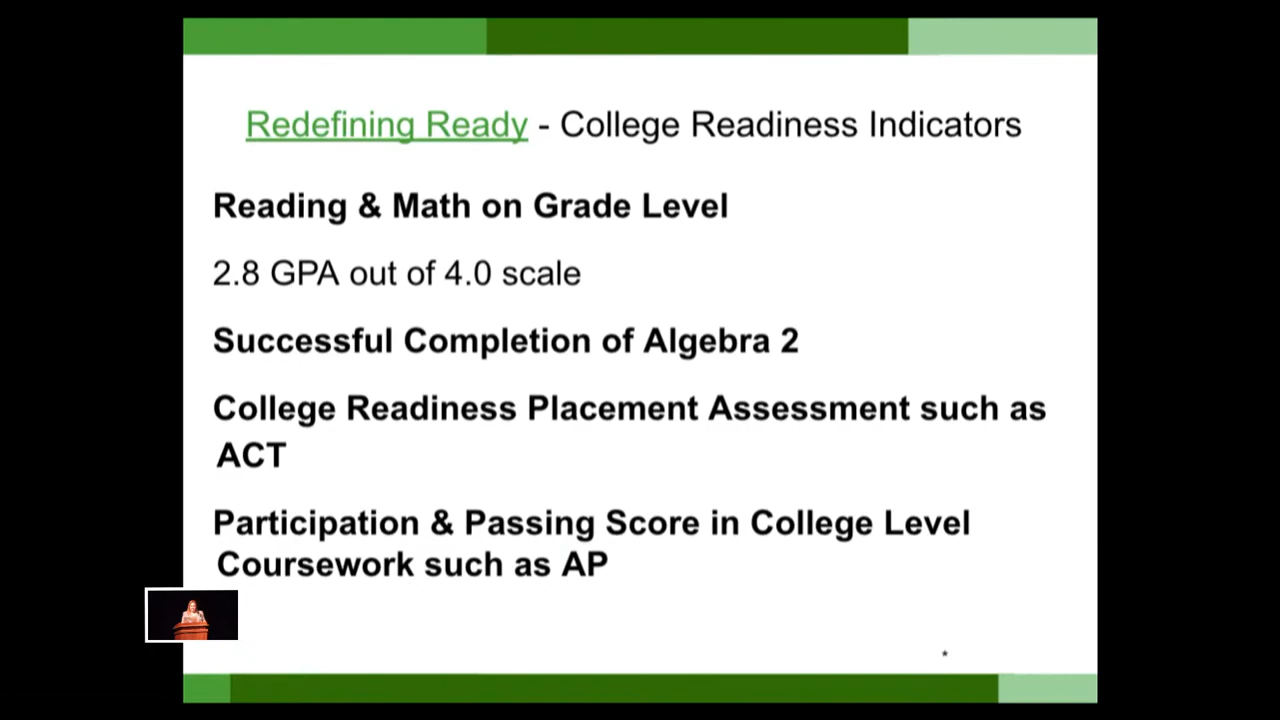 Redefining Ready - College Readiness Indicators
Reading & Math on Grade Level
2.8 GPA out of 4.0 scale
Successful Completion of Algebra 2
College Readiness Placement Assessment such as
ACT
Participation & Passing Score in College Level
Coursework such as AP
*